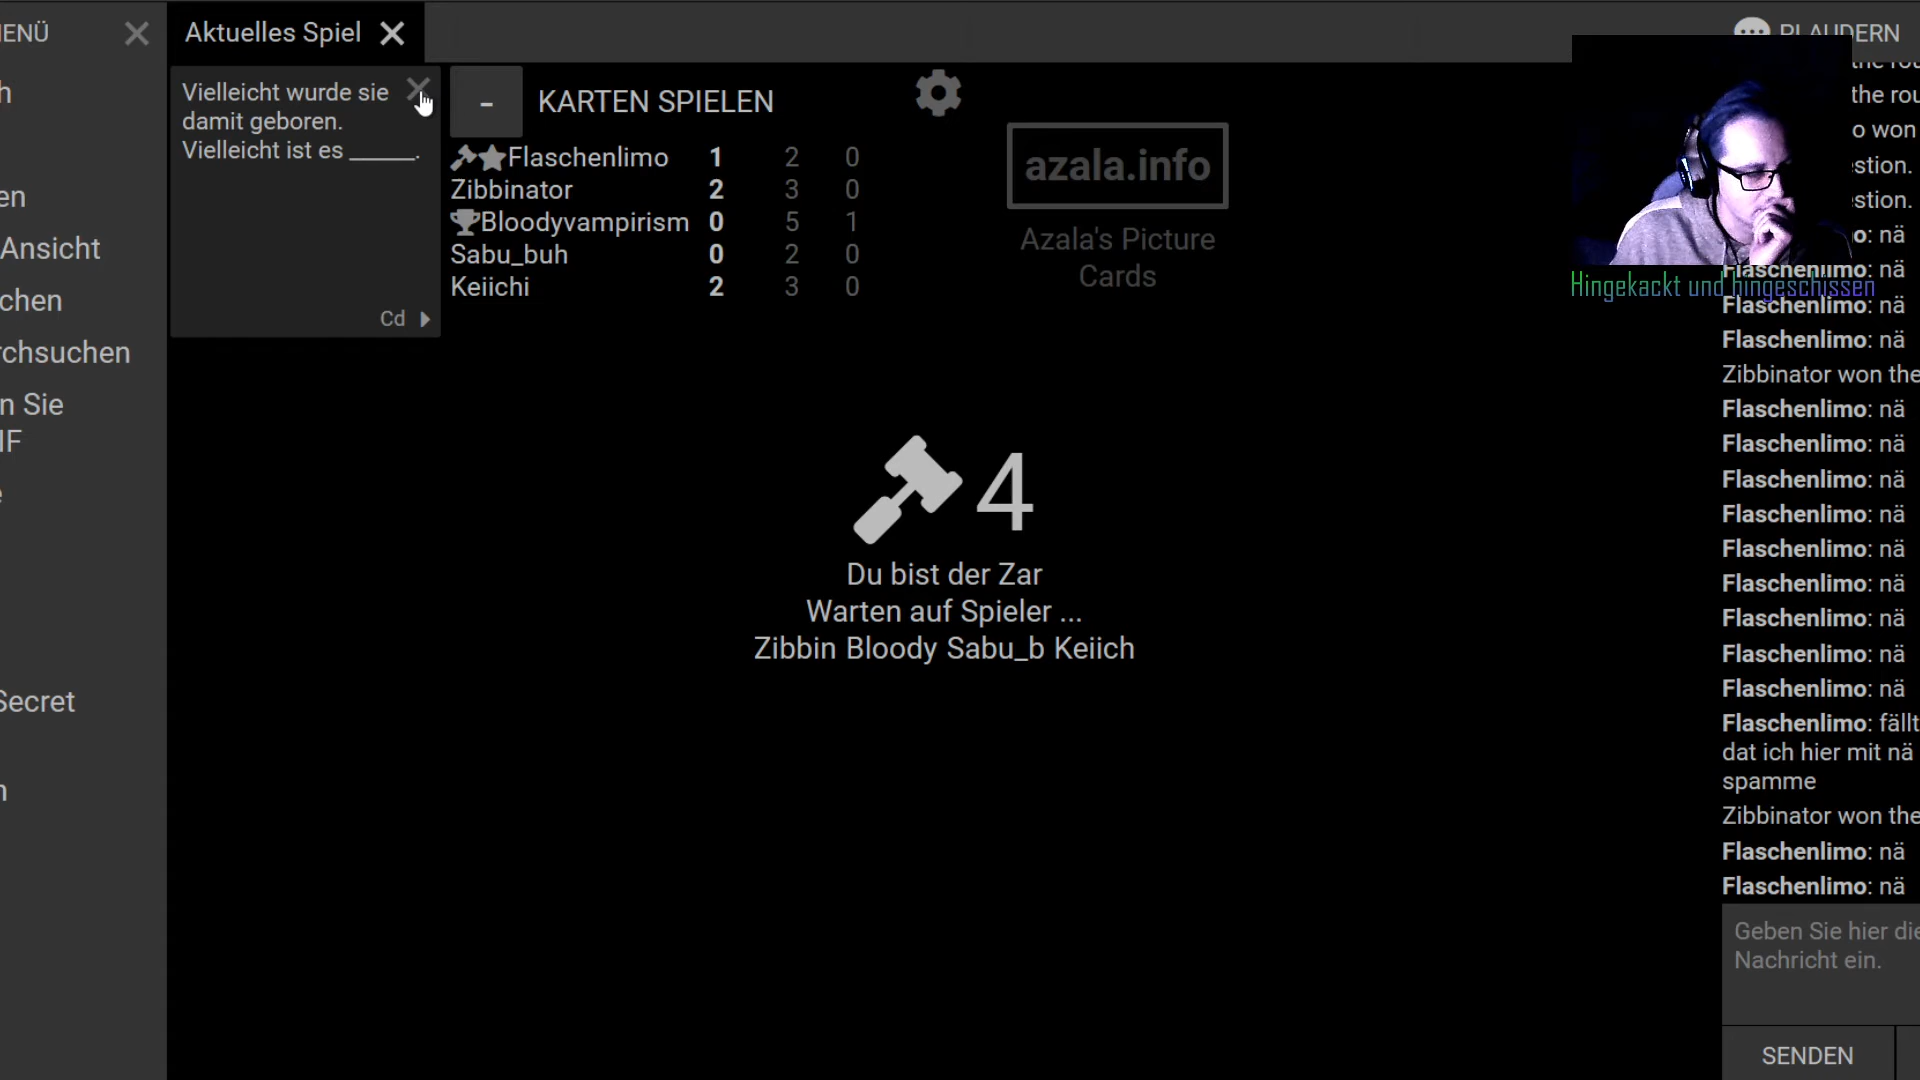 ENÜ
Aktuelles Spiel
PLAUDERN
h
en
Ansicht
chen
rchsuchen
n Sie
IF
e
Secret
n
Vielleicht wurde sie
damit geboren.
Vielleicht ist es ______.
Cd
-
KARTEN SPIELEN
Flaschenlimo 1 2 0
Zibbinator 2 3 0
Bloodyvampirism 0 5 1
Sabu_buh 0 2 0
Keiichi 2 3 0
azala.info
Azala's Picture
Cards
4
Du bist der Zar
Warten auf Spieler ...
Zibbin Bloody Sabu_b Keiich
the rou
the rou
o won
stion.
stion.
o: nä
Flaschenlimo: nä
Hingekackt und hingeschissen
Flaschenlimo: nä
Flaschenlimo: nä
Zibbinator won the
Flaschenlimo: nä
Flaschenlimo: nä
Flaschenlimo: nä
Flaschenlimo: nä
Flaschenlimo: nä
Flaschenlimo: nä
Flaschenlimo: nä
Flaschenlimo: nä
Flaschenlimo: nä
Flaschenlimo: fällt
dat ich hier mit nä
spamme
Zibbinator won the
Flaschenlimo: nä
Flaschenlimo: nä
Geben Sie hier die
Nachricht ein.
SENDEN